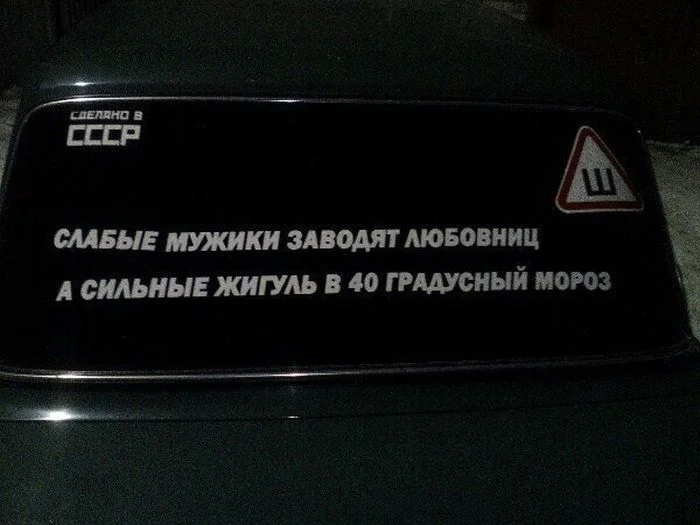 СДЕЛАНО В
СССР
Ш
СЛАБЫЕ МУЖИКИ ЗАВОДЯТ ЛЮБОВНИЦ
А СИЛЬНЫЕ ЖИГУЛЬ В 40 ГРАДУСНЫЙ МОРОЗ